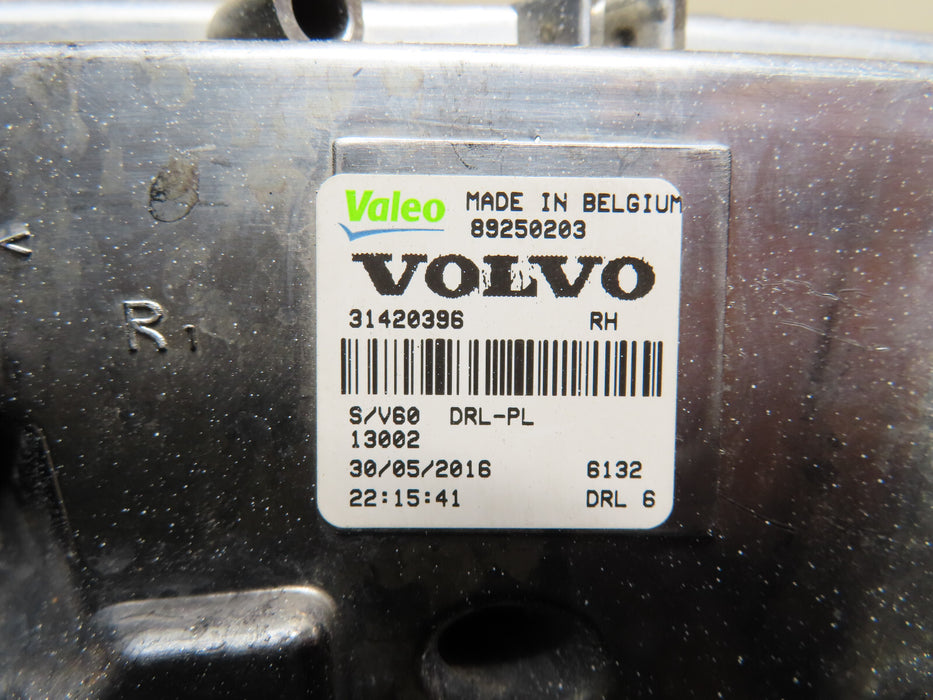 Valeo MADE IN BELGIUM
89250203
VOLVO
31420396 RH
S/V60 DRL-PL
13002
30/05/2016 6132
22:15:41 DRL 6
R1